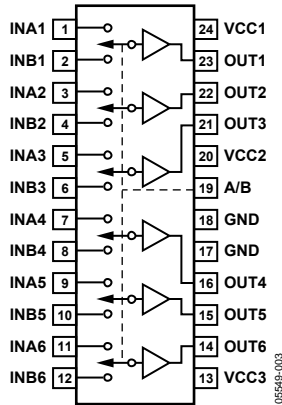 INA1 1 24 VCC1
INB1 2 23 OUT1
INA2 3 22 OUT2
INB2 4 21 OUT3
INA3 5 20 VCC2
INB3 6 19 A/B
INA4 7 18 GND
INB4 8 17 GND
INA5 9 16 OUT4
INB5 10 15 OUT5
INA6 11 14 OUT6
INB6 12 13 VCC3
05549-003